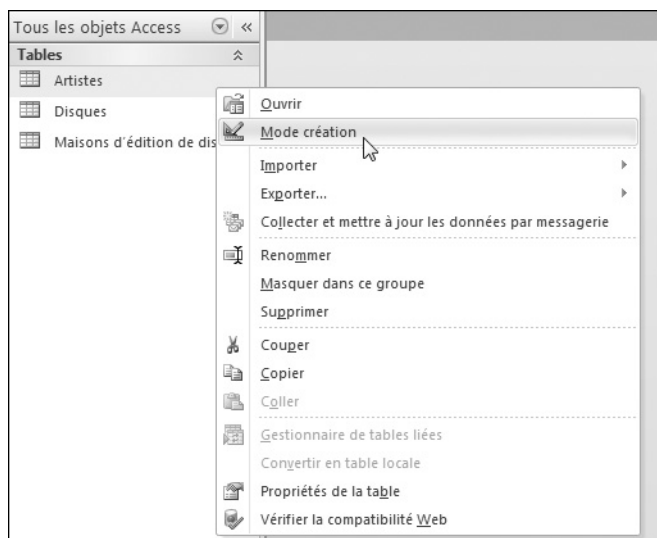 Tous les objets Access
Tables
Artistes
Disques
Maisons d'édition de dis
Ouvrir
Mode création
Importer
Exporter...
Collecter et mettre à jour les données par messagerie
Renommer
Masquer dans ce groupe
Supprimer
Couper
Copier
Coller
Gestionnaire de tables liées
Convertir en table locale
Propriétés de la table
Vérifier la compatibilité Web